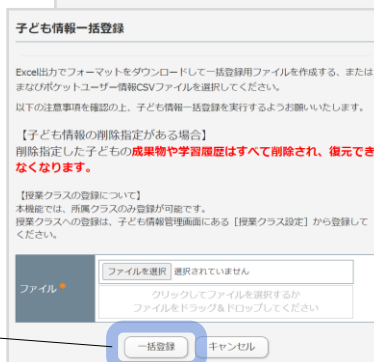 子ども情報一括登録
Excel出力でフォーマットをダウンロードして一括登録用ファイルを作成する、または
まなびポケットユーザー情報CSVファイルを選択してください。
以下の注意事項を確認の上、子ども情報一括登録を実行するようお願いいたします。
【子ども情報の削除指定がある場合】
削除指定した子どもの成果物や学習履歴はすべて削除され、復元でき
なくなります。
【授業クラスの登録について】
本機能では、所属クラスのみ登録が可能です。
授業クラスへの登録は、子ども情報管理画面にある［授業クラス設定］から登録して
ください。
ファイル*
ファイルを選択 選択されていません
クリックしてファイルを選択するか
ファイルをドラッグ＆ドロップしてください
一括登録 キャンセル